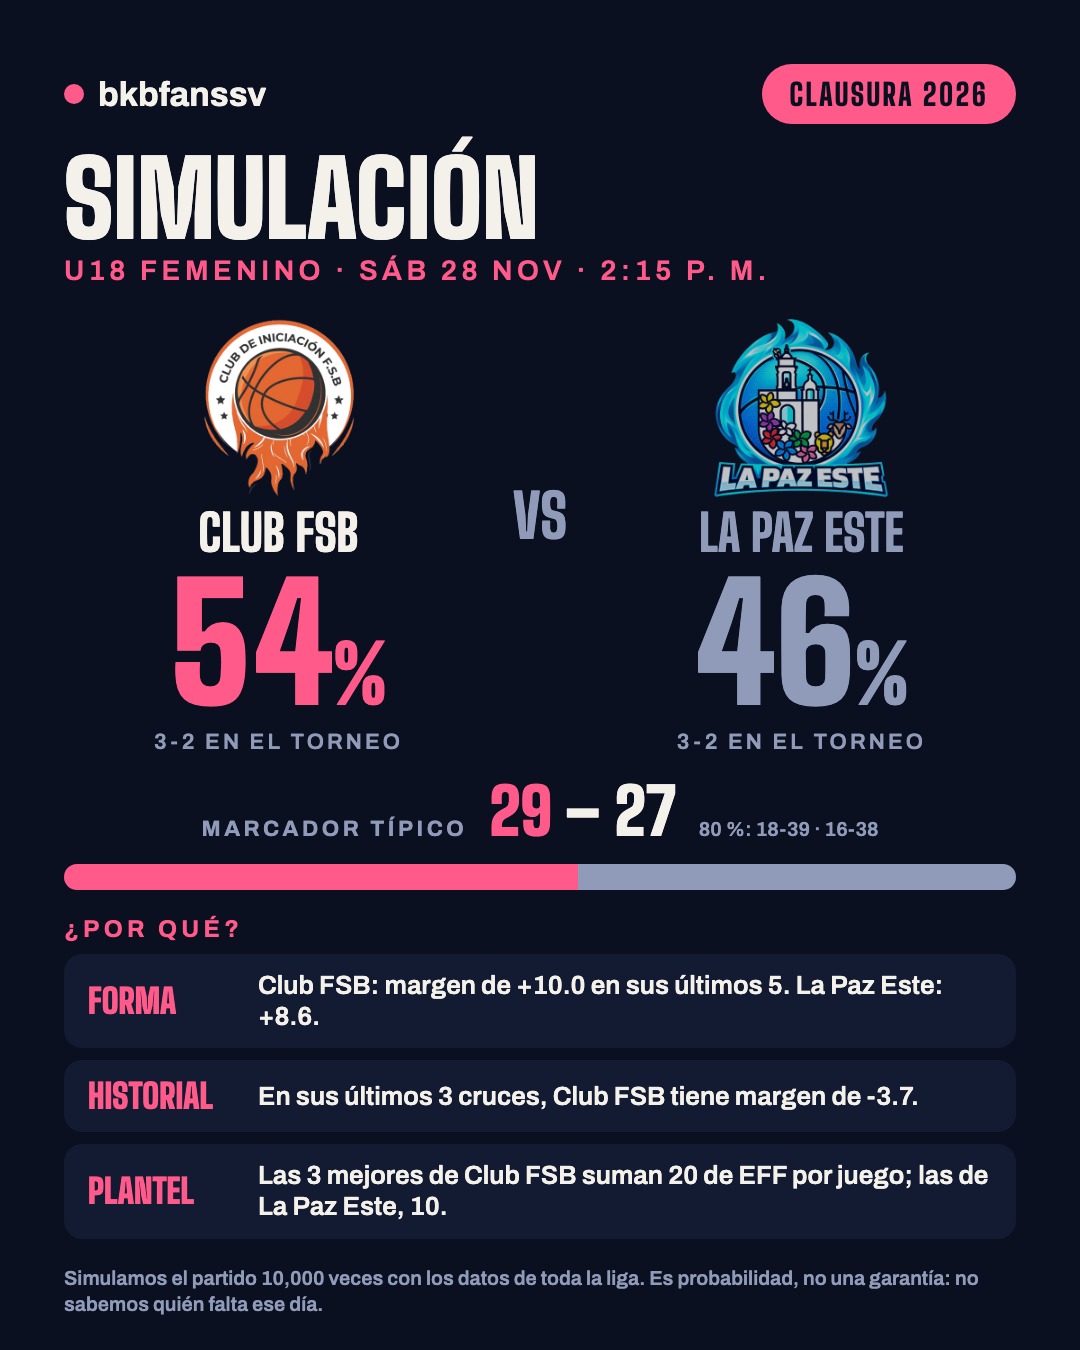 bkbfanssv
CLAUSURA 2026
SIMULACIÓN
U18 FEMENINO · SÁB 28 NOV · 2:15 P. M.
CLUB DE INICIACIÓN F.S.B
LA PAZ ESTE
CLUB FSB
VS
LA PAZ ESTE
54%
46%
3-2 EN EL TORNEO
3-2 EN EL TORNEO
MARCADOR TÍPICO 29 – 27 80 %: 18-39 · 16-38
¿POR QUÉ?
FORMA
Club FSB: margen de +10.0 en sus últimos 5. La Paz Este:
+8.6.
HISTORIAL
En sus últimos 3 cruces, Club FSB tiene margen de -3.7.
PLANTEL
Las 3 mejores de Club FSB suman 20 de EFF por juego; las de
La Paz Este, 10.
Simulamos el partido 10,000 veces con los datos de toda la liga. Es probabilidad, no una garantía: no
sabemos quién falta ese día.